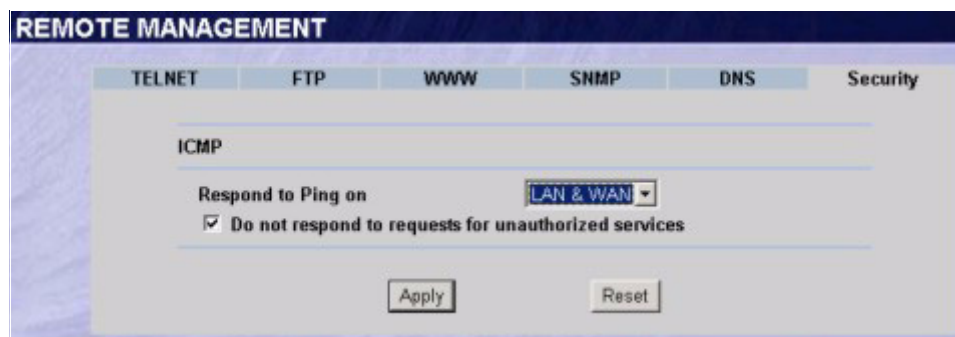 REMOTE MANAGEMENT
TELNET FTP WWW SNMP DNS Security
ICMP
Respond to Ping on LAN & WAN
Do not respond to requests for unauthorized services
Apply Reset